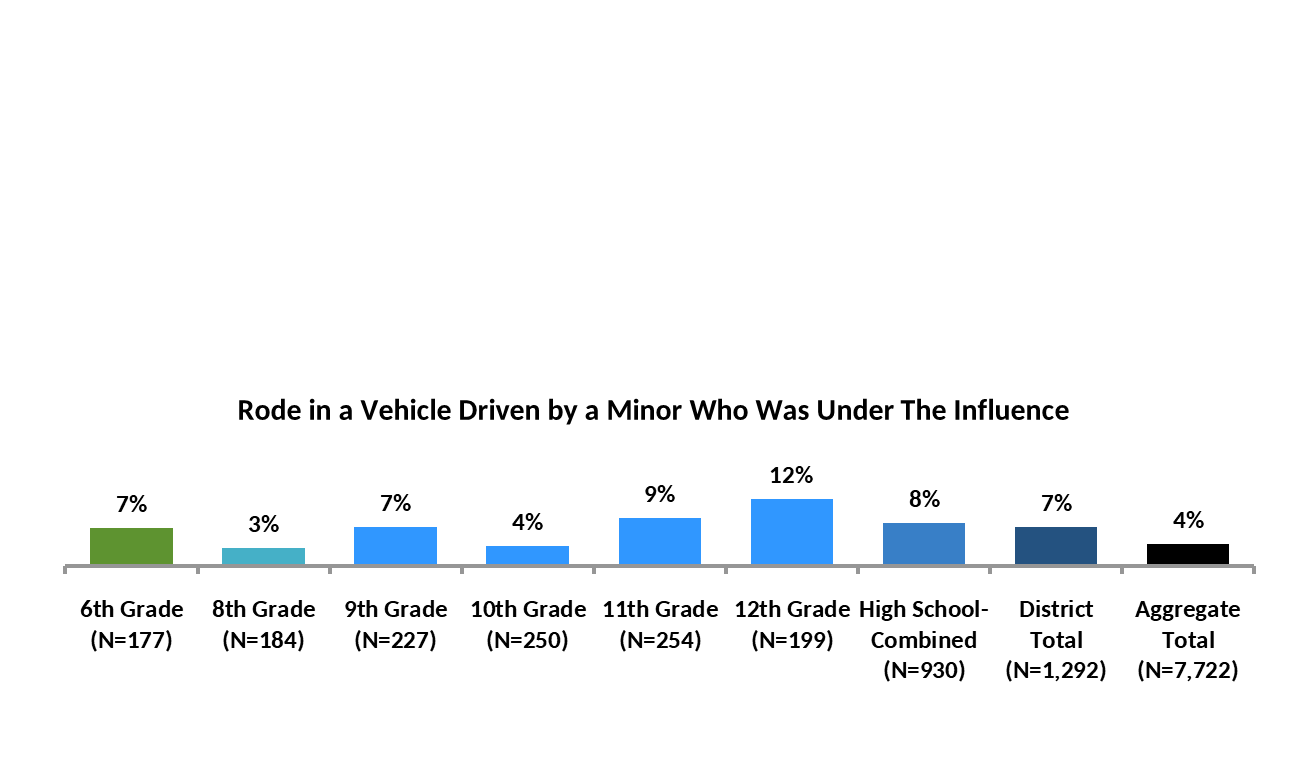 Rode in a Vehicle Driven by a Minor Who Was Under The Influence
7%
3%
7%
4%
9%
12%
8%
7%
4%
6th Grade
(N=177)
8th Grade
(N=184)
9th Grade
(N=227)
10th Grade
(N=250)
11th Grade
(N=254)
12th Grade
(N=199)
High School-
Combined
(N=930)
District
Total
(N=1,292)
Aggregate
Total
(N=7,722)